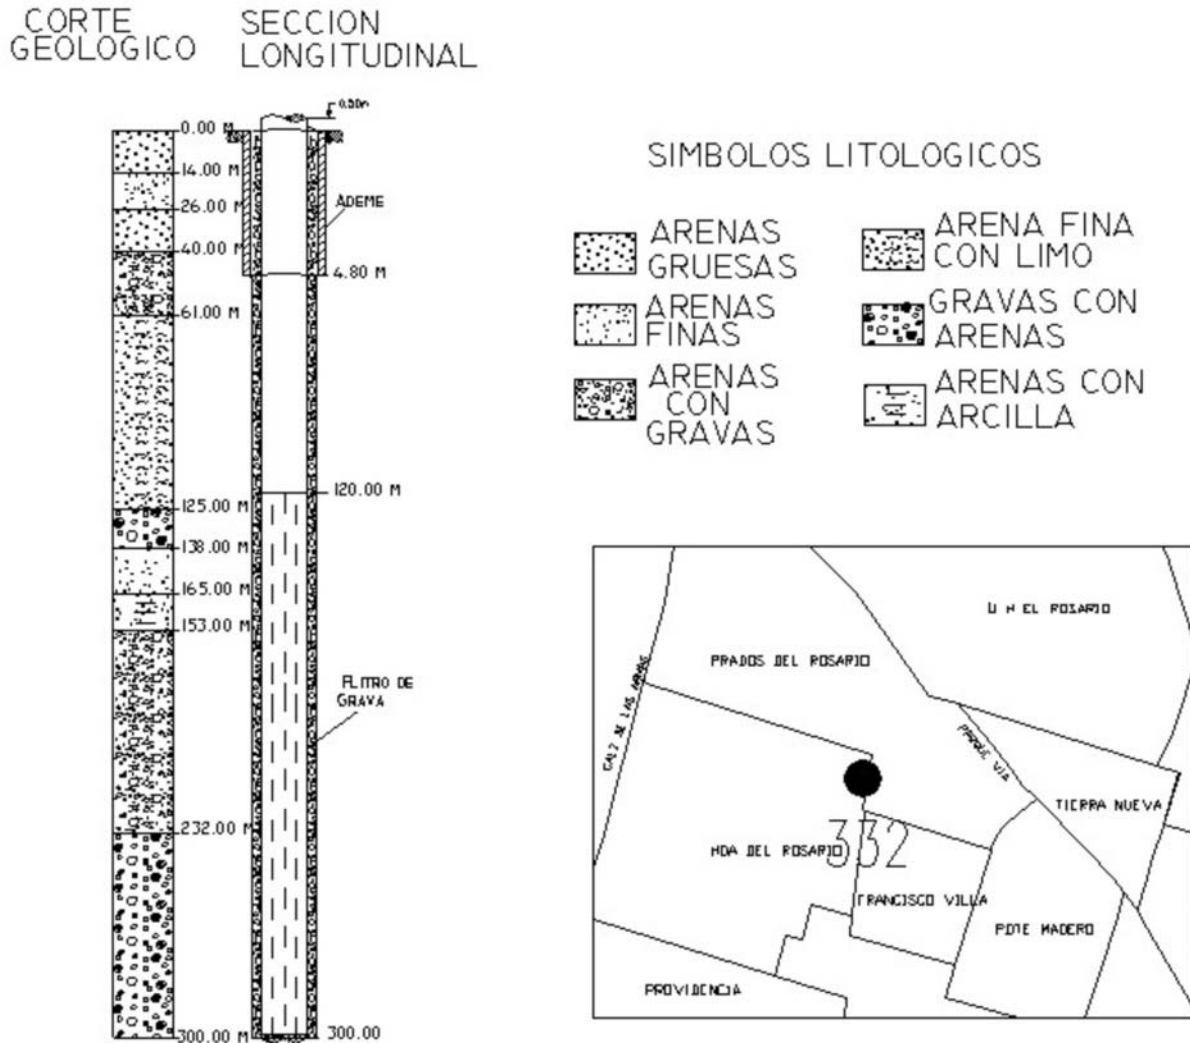 CORTE
GEOLOGICO
SECCION
LONGITUDINAL
0.50m
0.00 M
14.00 M
26.00 M
40.00 M
61.00 M
125.00 M
138.00 M
165.00 M
153.00 M
232.00 M
300.00 M
ADEME
4.80 M
120.00 M
FLITRO DE
GRAVA
300.00
SIMBOLOS LITOLOGICOS
ARENAS
GRUESAS
ARENAS
FINAS
ARENAS
CON
GRAVAS
ARENA FINA
CON LIMO
GRAVAS CON
ARENAS
ARENAS CON
ARCILLA
U H EL ROSARIO
PRADOS DEL ROSARIO
CALZ DE LAS ARMAS
PARQUE VIA
TIERRA NUEVA
332
HDA DEL ROSARIO
FRANCISCO VILLA
PDTE MADERO
PROVIDENCIA